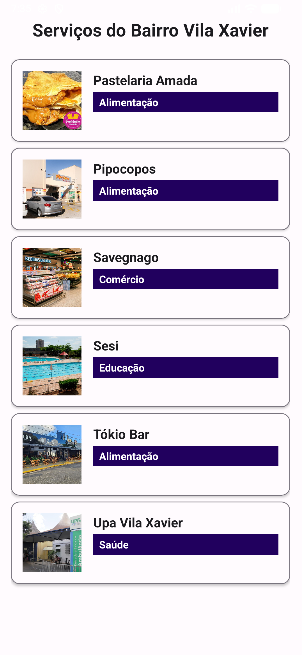 Serviços do Bairro Vila Xavier
Pastelaria Amada
Alimentação
Pipocopos
Alimentação
Savegnago
Comércio
Sesi
Educação
Tókio Bar
Alimentação
Upa Vila Xavier
Saúde